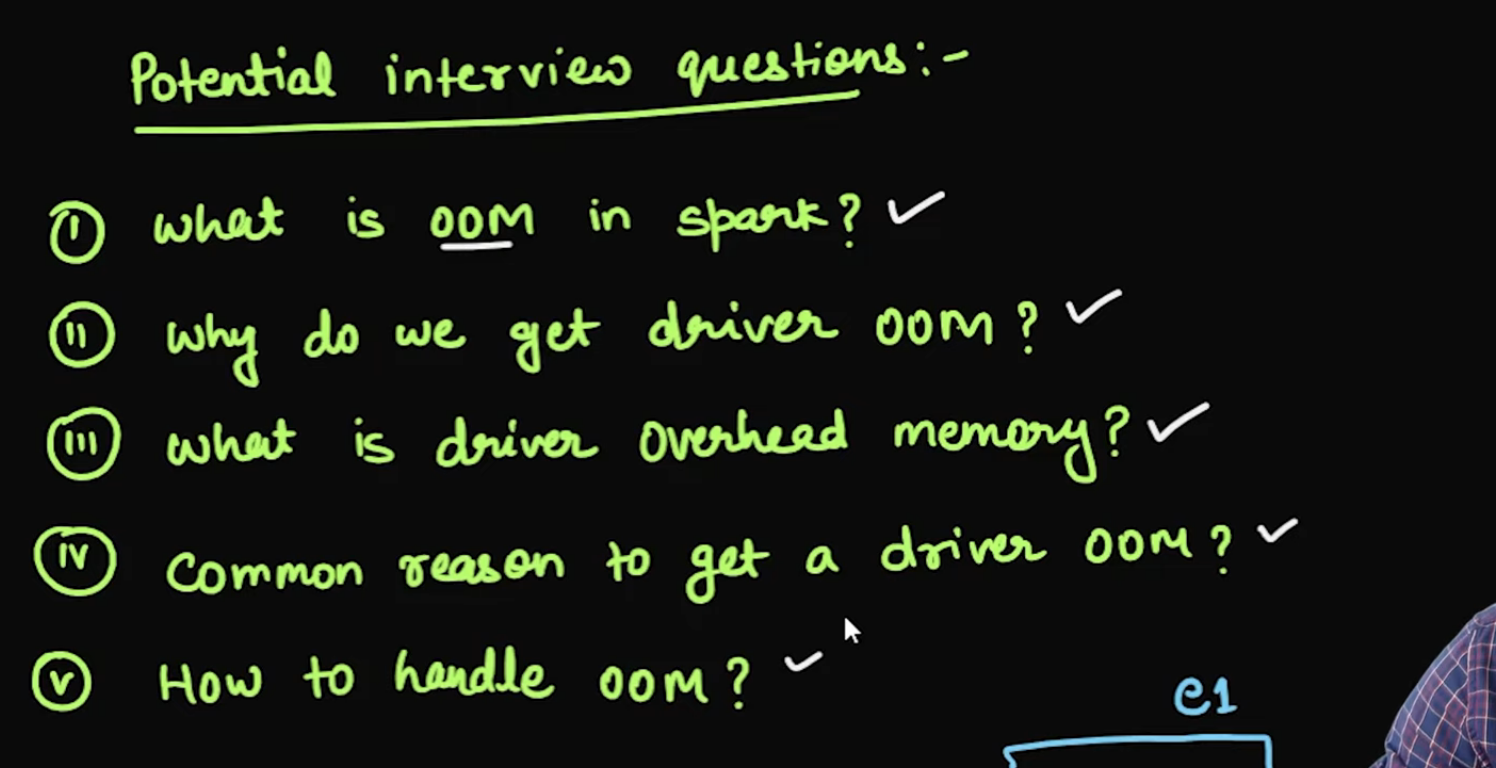 Potential interview questions:-
I what is OOM in spark?
II why do we get driver OOM?
III what is driver overhead memory?
IV Common reason to get a driver OOM?
V How to handle OOM?
e1